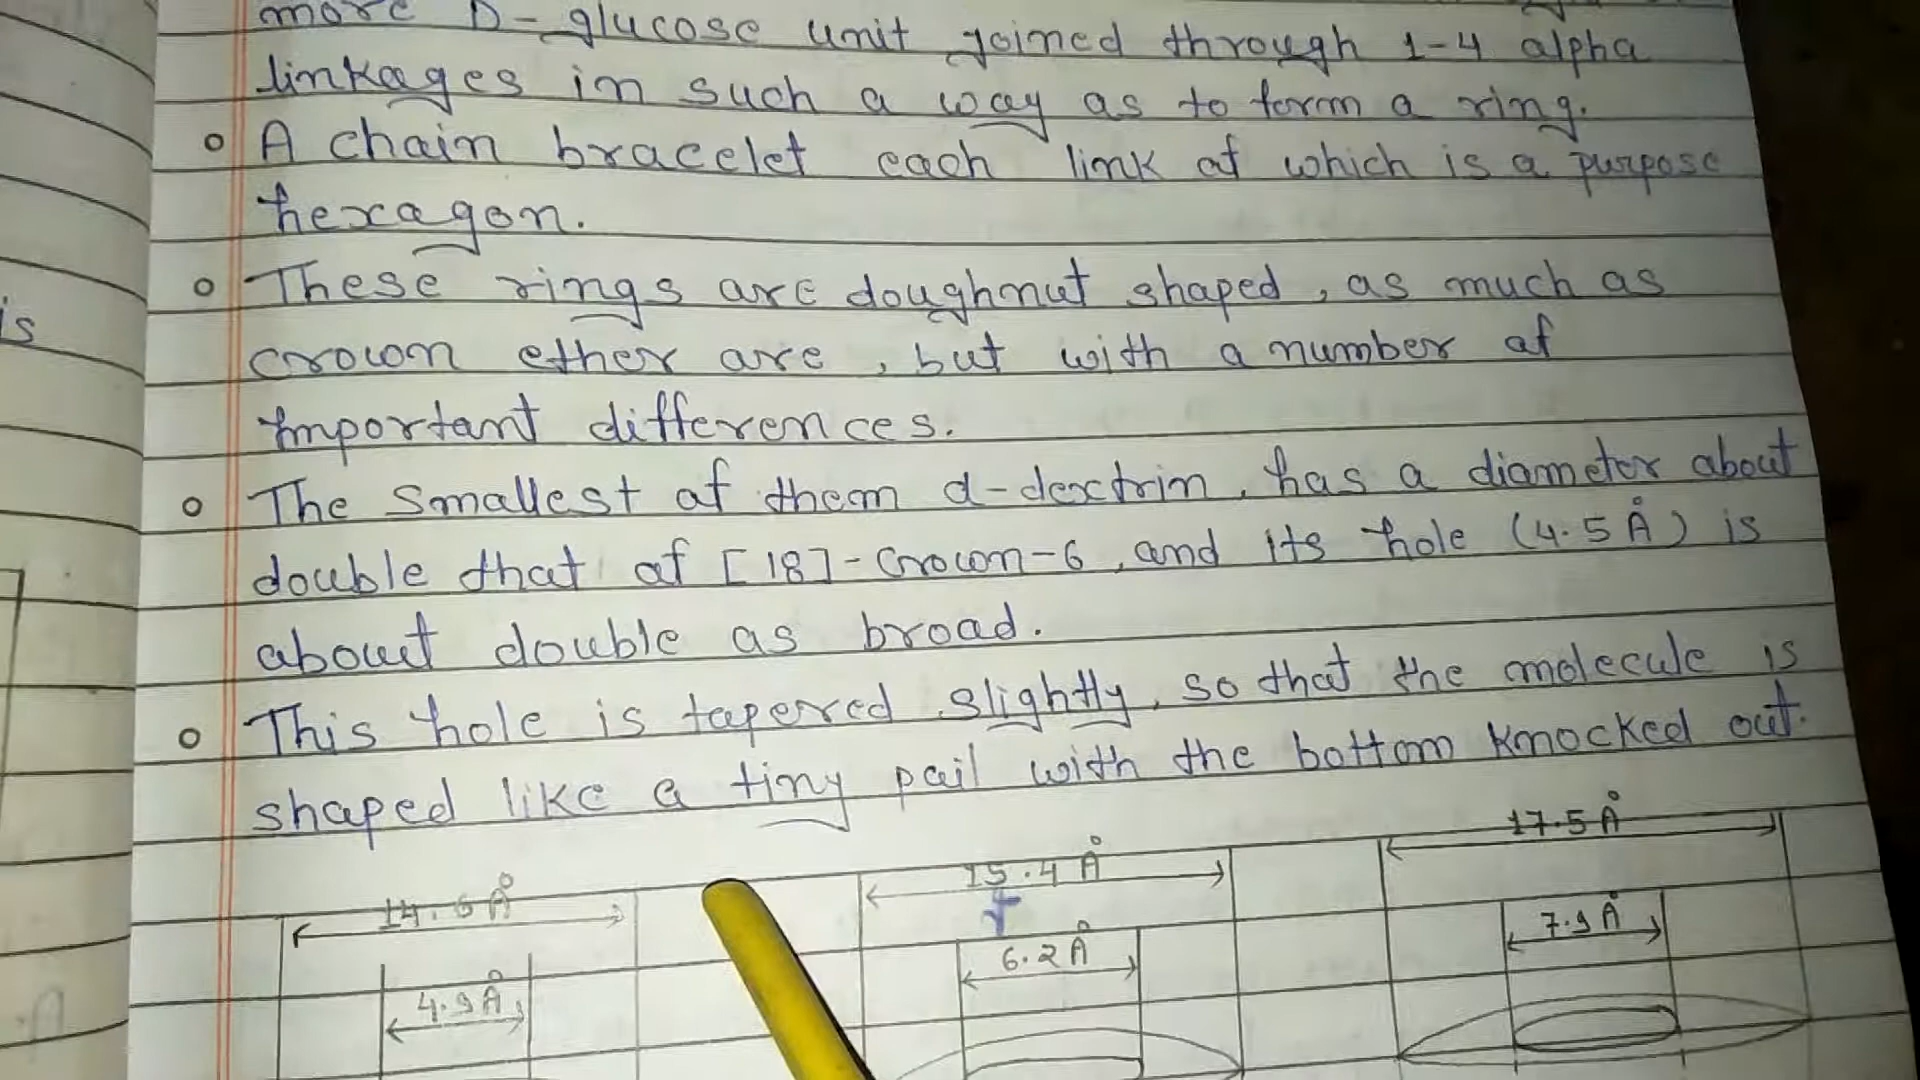 more D-glucose unit joined through 1-4 alpha
linkages in such a way as to form a ring.
o A chain bracelet each link of which is a purpose
hexagon.
o These rings are doughnut shaped, as much as
is
crown ether are, but with a number of
important differences.
o The smallest of them α-dextrin, has a diameter about
double that of [18]-crown-6, and its hole (4.5 Å) is
about double as broad.
o This hole is tapered slightly, so that the molecule is
shaped like a tiny pail with the bottom knocked out.
14.6 Å 15.4 Å 17.5 Å
4.9 Å 6.2 Å 7.9 Å